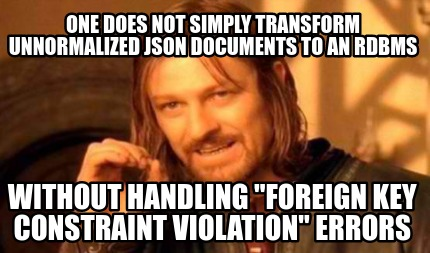 ONE DOES NOT SIMPLY TRANSFORM
UNNORMALIZED JSON DOCUMENTS TO AN RDBMS
WITHOUT HANDLING "FOREIGN KEY
CONSTRAINT VIOLATION" ERRORS